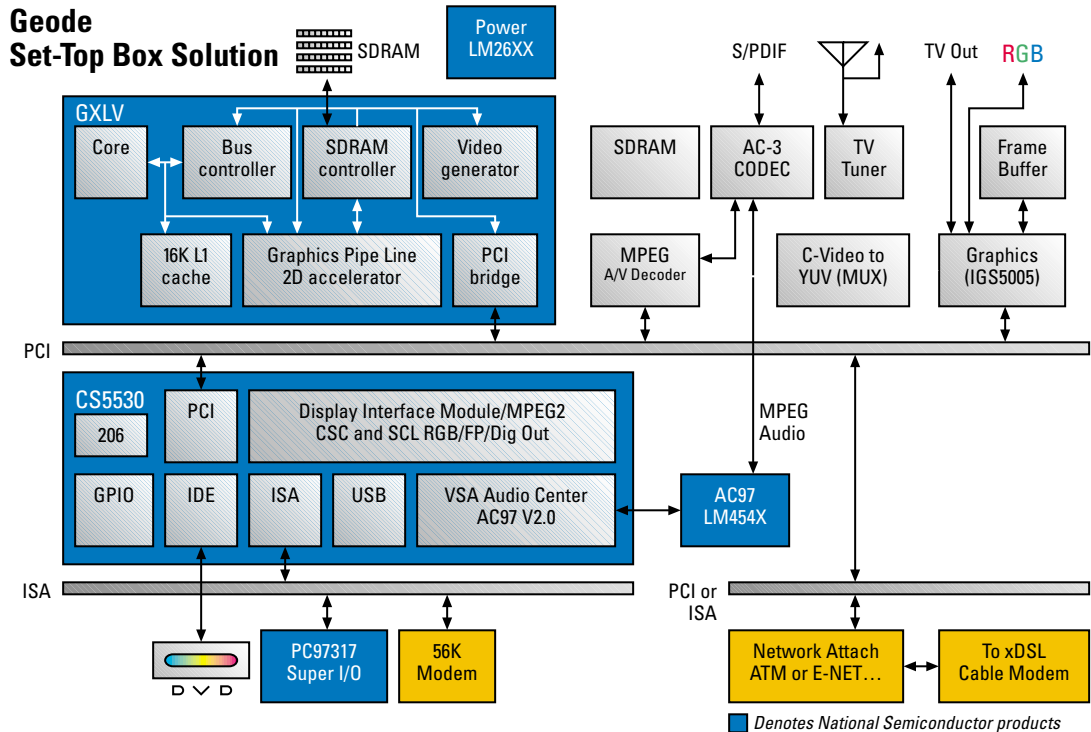 Geode
Set-Top Box Solution
SDRAM
Power
LM26XX
S/PDIF
TV Out
RGB
GXLV
Core
Bus
controller
SDRAM
controller
Video
generator
SDRAM
AC-3
CODEC
TV
Tuner
Frame
Buffer
16K L1
cache
Graphics Pipe Line
2D accelerator
PCI
bridge
MPEG
A/V Decoder
C-Video to
YUV (MUX)
Graphics
(IGS5005)
PCI
CS5530
206
PCI
Display Interface Module/MPEG2
CSC and SCL RGB/FP/Dig Out
MPEG
Audio
GPIO
IDE
ISA
USB
VSA Audio Center
AC97 V2.0
AC97
LM454X
ISA
PCI or
ISA
DVD
PC97317
Super I/O
56K
Modem
Network Attach
ATM or E-NET...
To xDSL
Cable Modem
Denotes National Semiconductor products